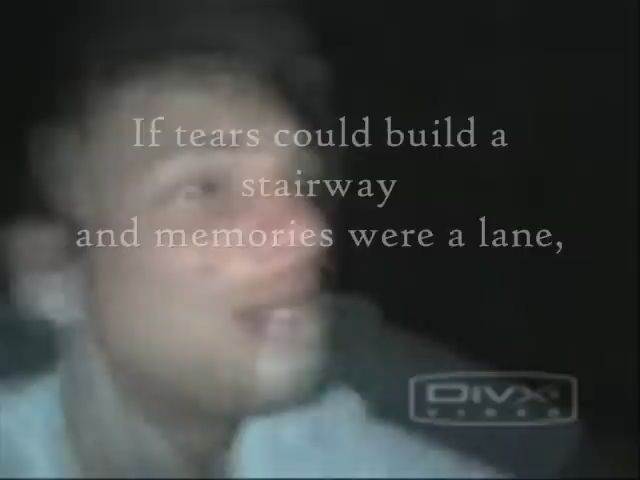 If tears could build a
stairway
and memories were a lane,
DIVX
VIDEO